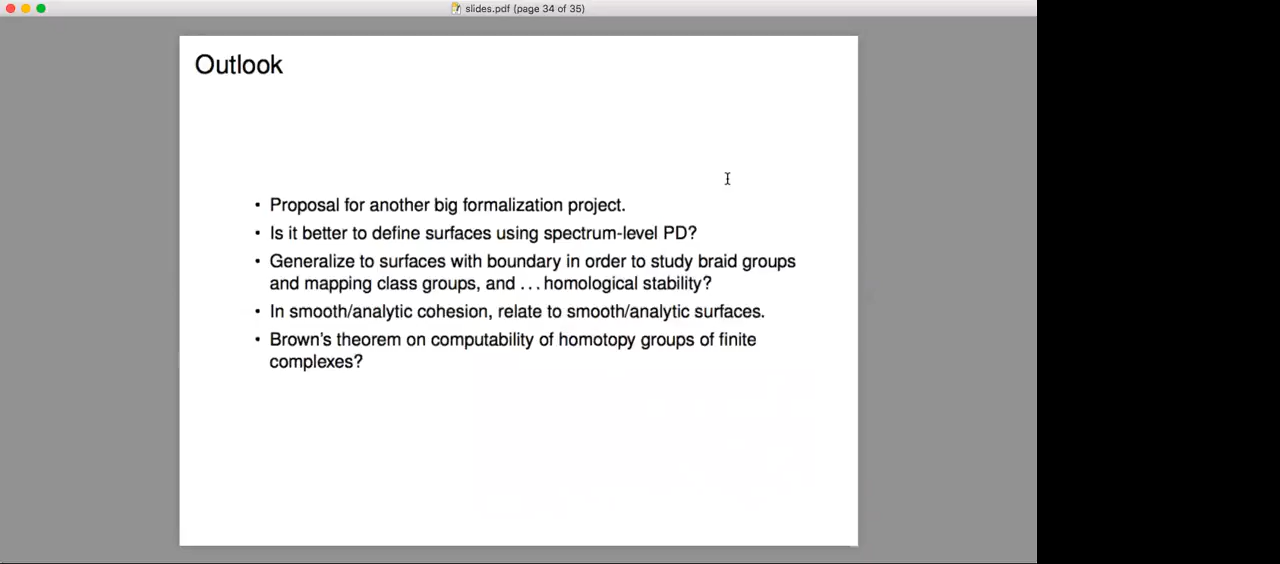 slides.pdf (page 34 of 35)
Outlook
• Proposal for another big formalization project.
• Is it better to define surfaces using spectrum-level PD?
• Generalize to surfaces with boundary in order to study braid groups
and mapping class groups, and ... homological stability?
• In smooth/analytic cohesion, relate to smooth/analytic surfaces.
• Brown's theorem on computability of homotopy groups of finite
complexes?